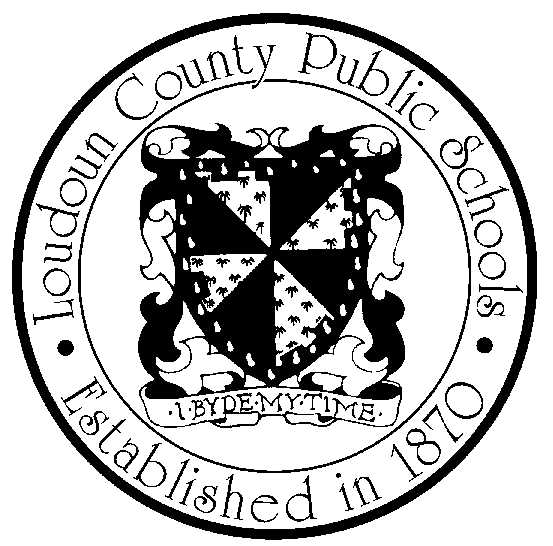 Loudoun County Public Schools
·I·BYDE·MY·TIME·
Established in 1870